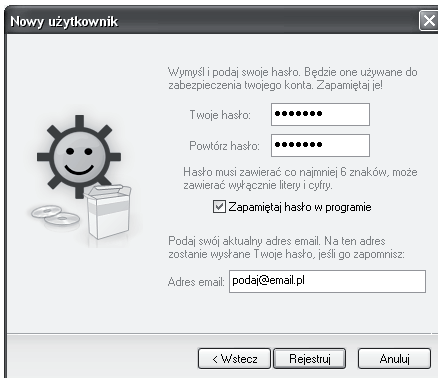 Nowy użytkownik
Wymyśl i podaj swoje hasło. Będzie one używane do
zabezpieczenia twojego konta. Zapamiętaj je!
Twoje hasło: •••••••
Powtórz hasło: •••••••
Hasło musi zawierać co najmniej 6 znaków, może
zawierać wyłącznie litery i cyfry.
Zapamiętaj hasło w programie
Podaj swój aktualny adres email. Na ten adres
zostanie wysłane Twoje hasło, jeśli go zapomnisz:
Adres email: podaj@email.pl
< Wstecz Rejestruj Anuluj